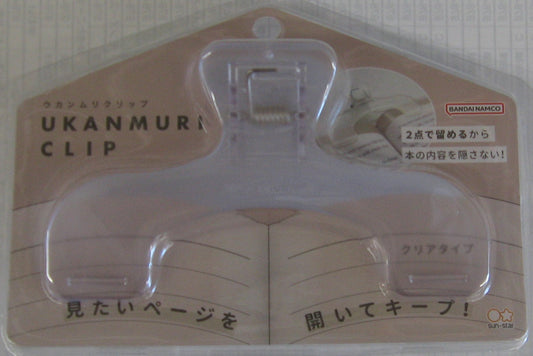 ウカンムリクリップ
UKANMURI
CLIP
BANDAI NAMCO
2点で留めるから
本の内容を隠さない!
クリアタイプ
見たいページを
開いてキープ!
sun-star